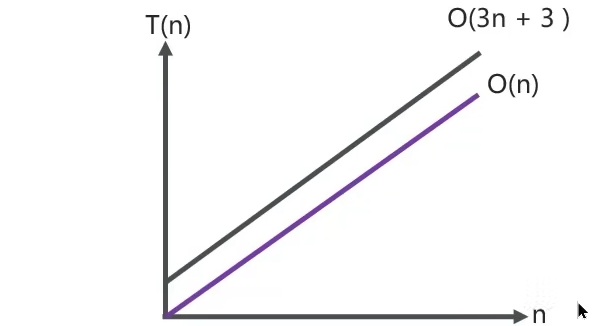 O(3n + 3 )
T(n)
O(n)
n